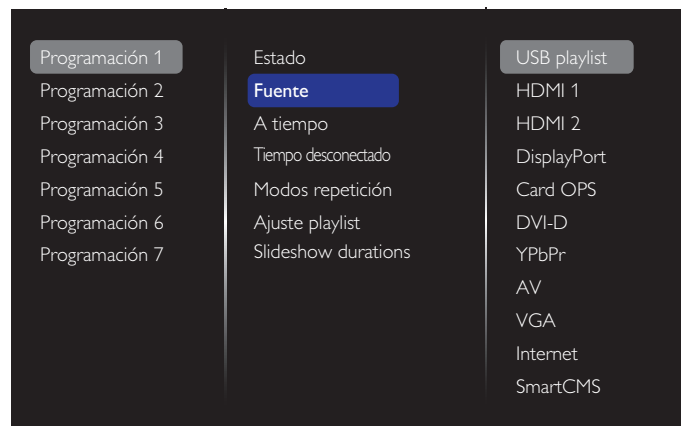 Programación 1
Programación 2
Programación 3
Programación 4
Programación 5
Programación 6
Programación 7
Estado
Fuente
A tiempo
Tiempo desconectado
Modos repetición
Ajuste playlist
Slideshow durations
USB playlist
HDMI 1
HDMI 2
DisplayPort
Card OPS
DVI-D
YPbPr
AV
VGA
Internet
SmartCMS